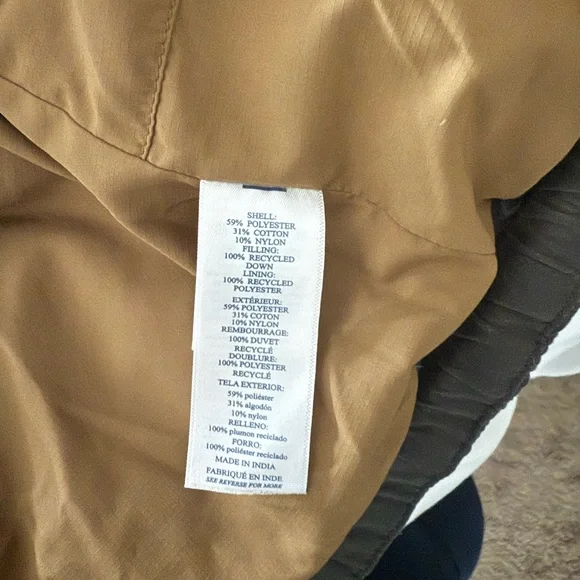 SHELL:
59% POLYESTER
31% COTTON
10% NYLON
FILLING:
100% RECYCLED
DOWN
LINING:
100% RECYCLED
POLYESTER
EXTÉRIEUR:
59% POLYESTER
31% COTON
10% NYLON
REMBOURRAGE:
100% DUVET
RECYCLÉ
DOUBLURE:
100% POLYESTER
RECYCLÉ
TELA EXTERIOR:
59% poliéster
31% algodón
10% nylon
RELLENO:
100% plumon reciclado
FORRO:
100% poliéster reciclado
MADE IN INDIA
FABRIQUÉ EN INDE
SEE REVERSE FOR MORE